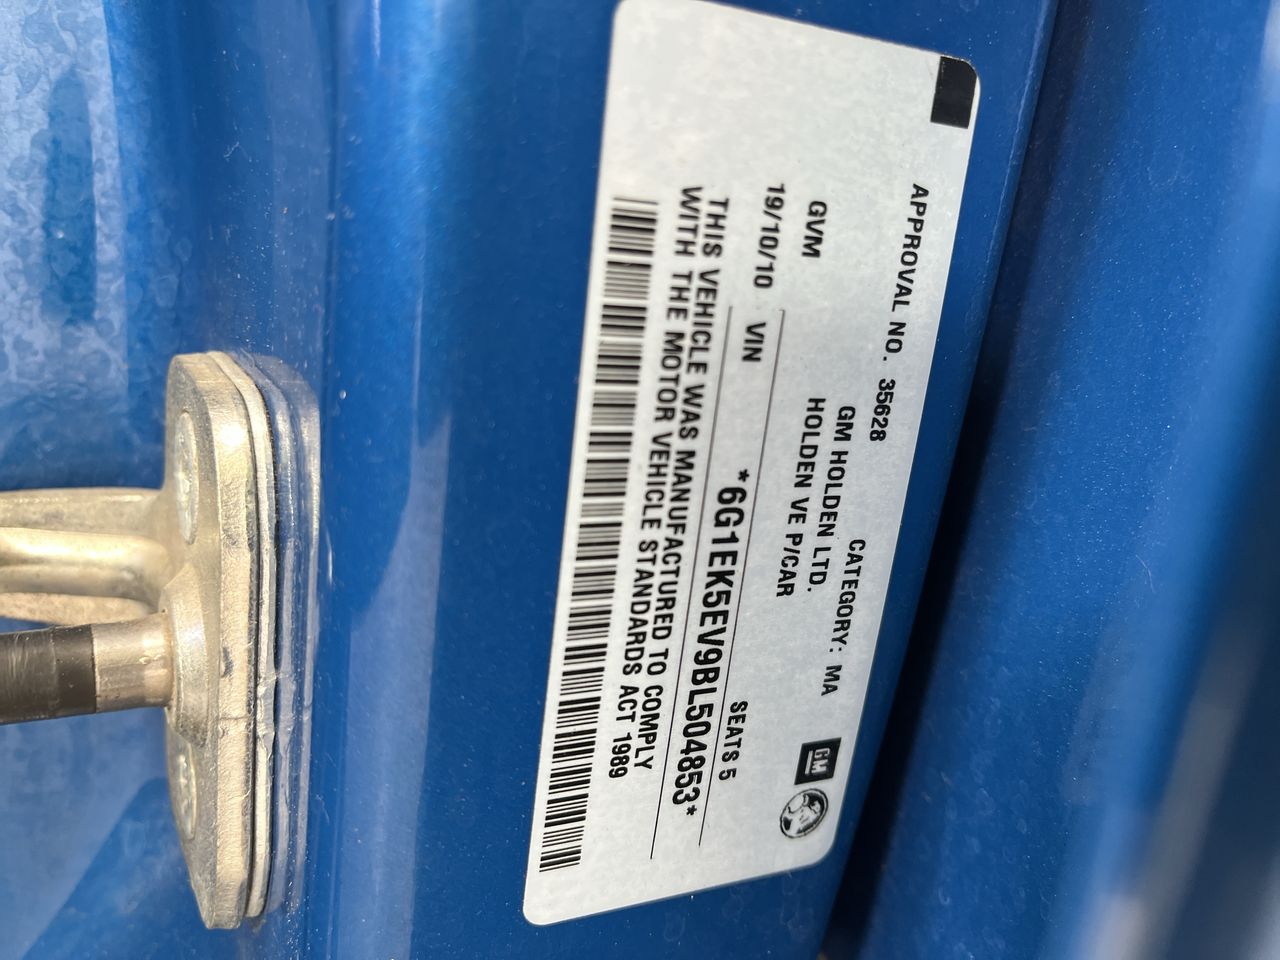 APPROVAL NO. 35628
CATEGORY: MA
GM HOLDEN LTD.
GM
GVM
HOLDEN VE P/CAR
19/10/10
SEATS 5
VIN *6G1EK5EV9BL504853*
THIS VEHICLE WAS MANUFACTURED TO COMPLY
WITH THE MOTOR VEHICLE STANDARDS ACT 1989